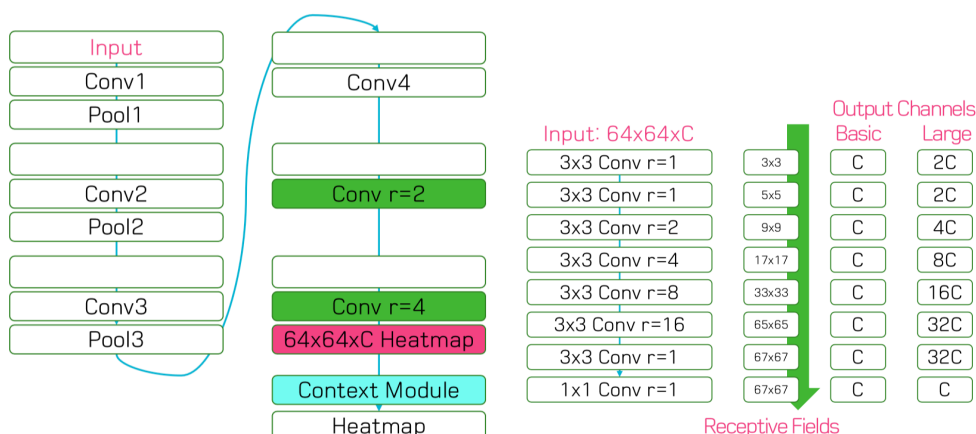 Input
Conv1
Pool1
Conv2
Pool2
Conv3
Pool3
Conv4
Conv r=2
Conv r=4
64x64xC Heatmap
Context Module
Heatmap
Output Channels
Input: 64x64xC Basic Large
3x3 Conv r=1 3x3 C 2C
3x3 Conv r=1 5x5 C 2C
3x3 Conv r=2 9x9 C 4C
3x3 Conv r=4 17x17 C 8C
3x3 Conv r=8 33x33 C 16C
3x3 Conv r=16 65x65 C 32C
3x3 Conv r=1 67x67 C 32C
1x1 Conv r=1 67x67 C C
Receptive Fields